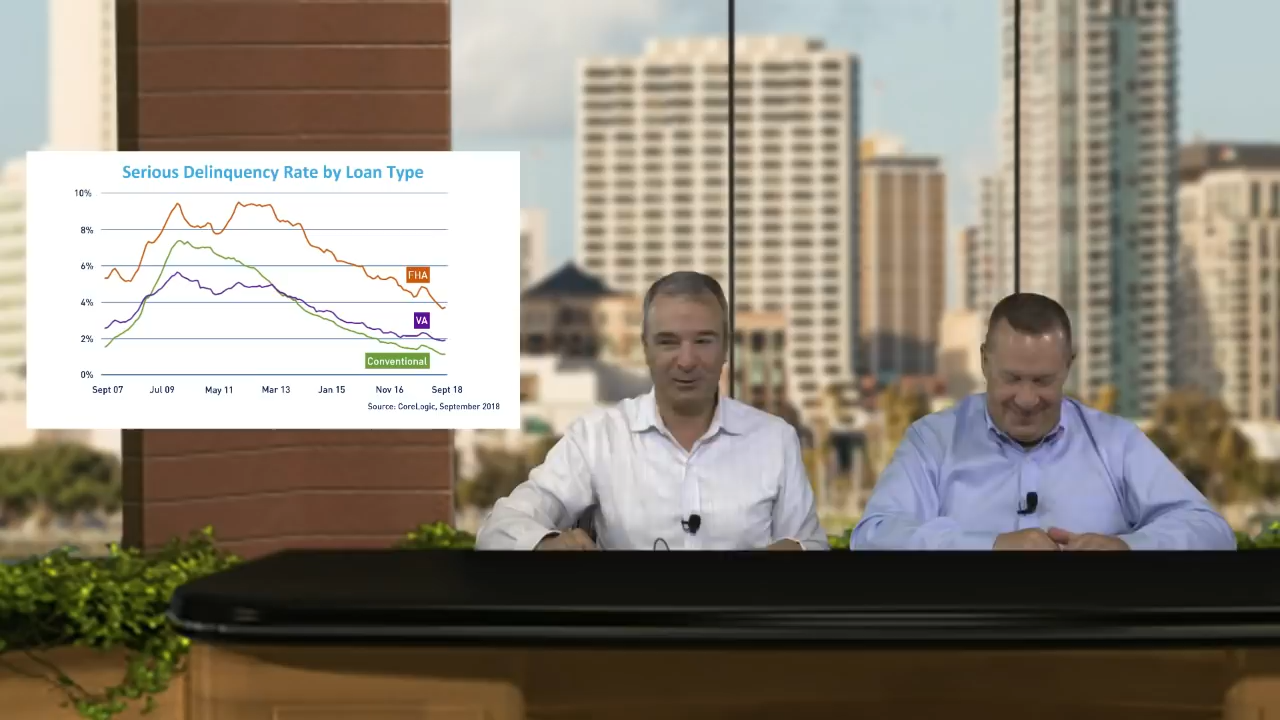 Serious Delinquency Rate by Loan Type
10%
8%
6%
4%
2%
0%
FHA
VA
Conventional
Sept 07 Jul 09 May 11 Mar 13 Jan 15 Nov 16 Sept 18
Source: CoreLogic, September 2018